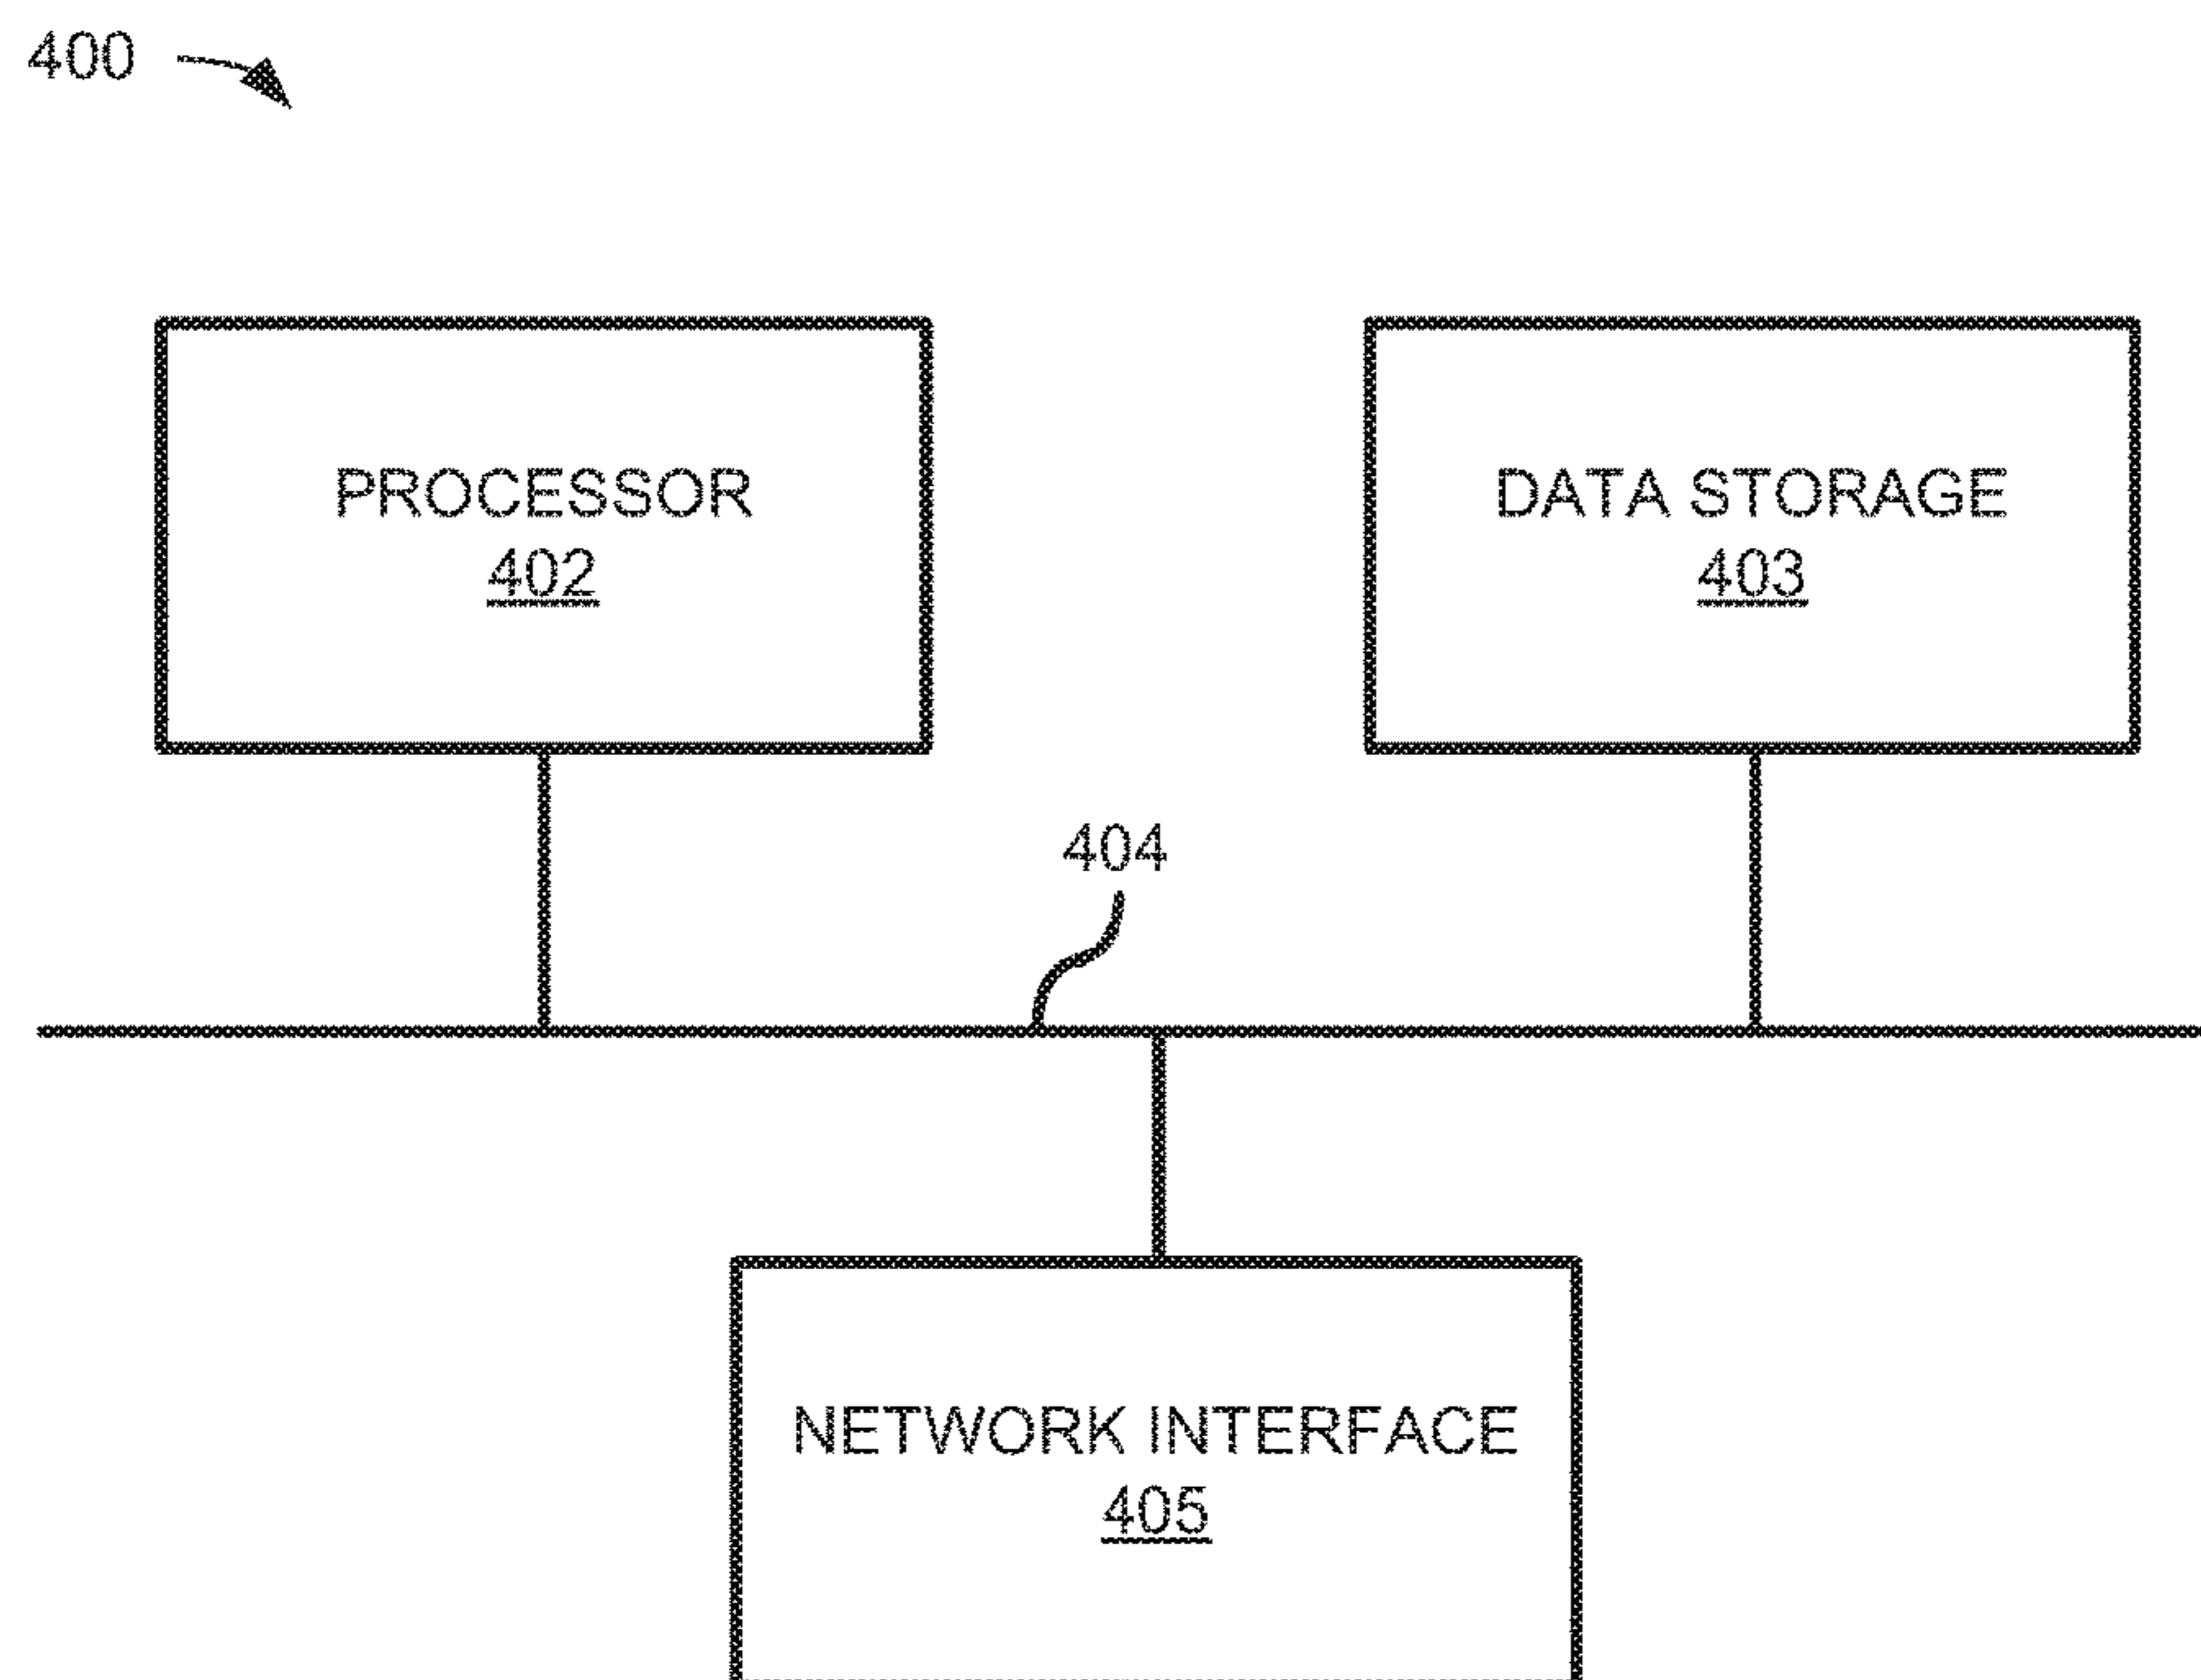 400
PROCESSOR
402
DATA STORAGE
403
404
NETWORK INTERFACE
405